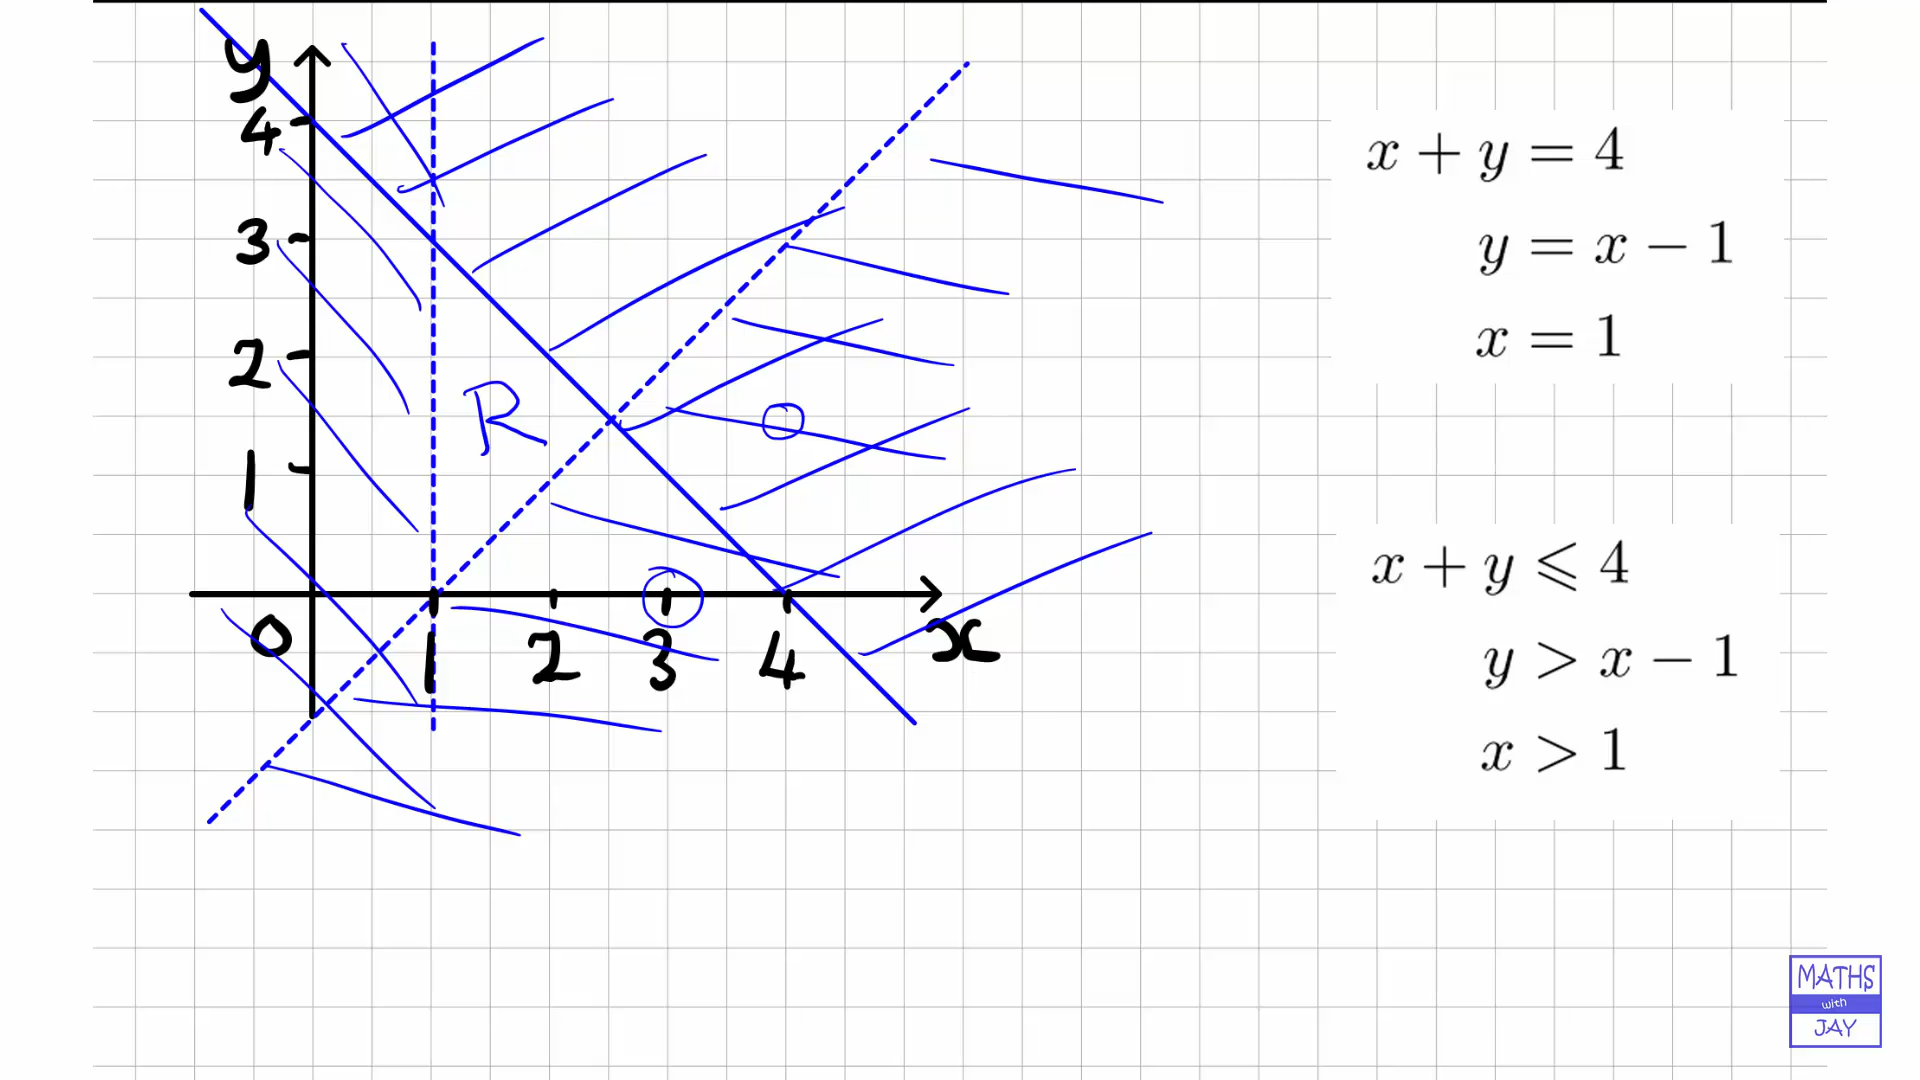 y
4
3
2
1
R
0
1
2
3
4
x
x + y = 4
y = x − 1
x = 1
x + y ⩽ 4
y > x − 1
x > 1
MATHS
with
JAY